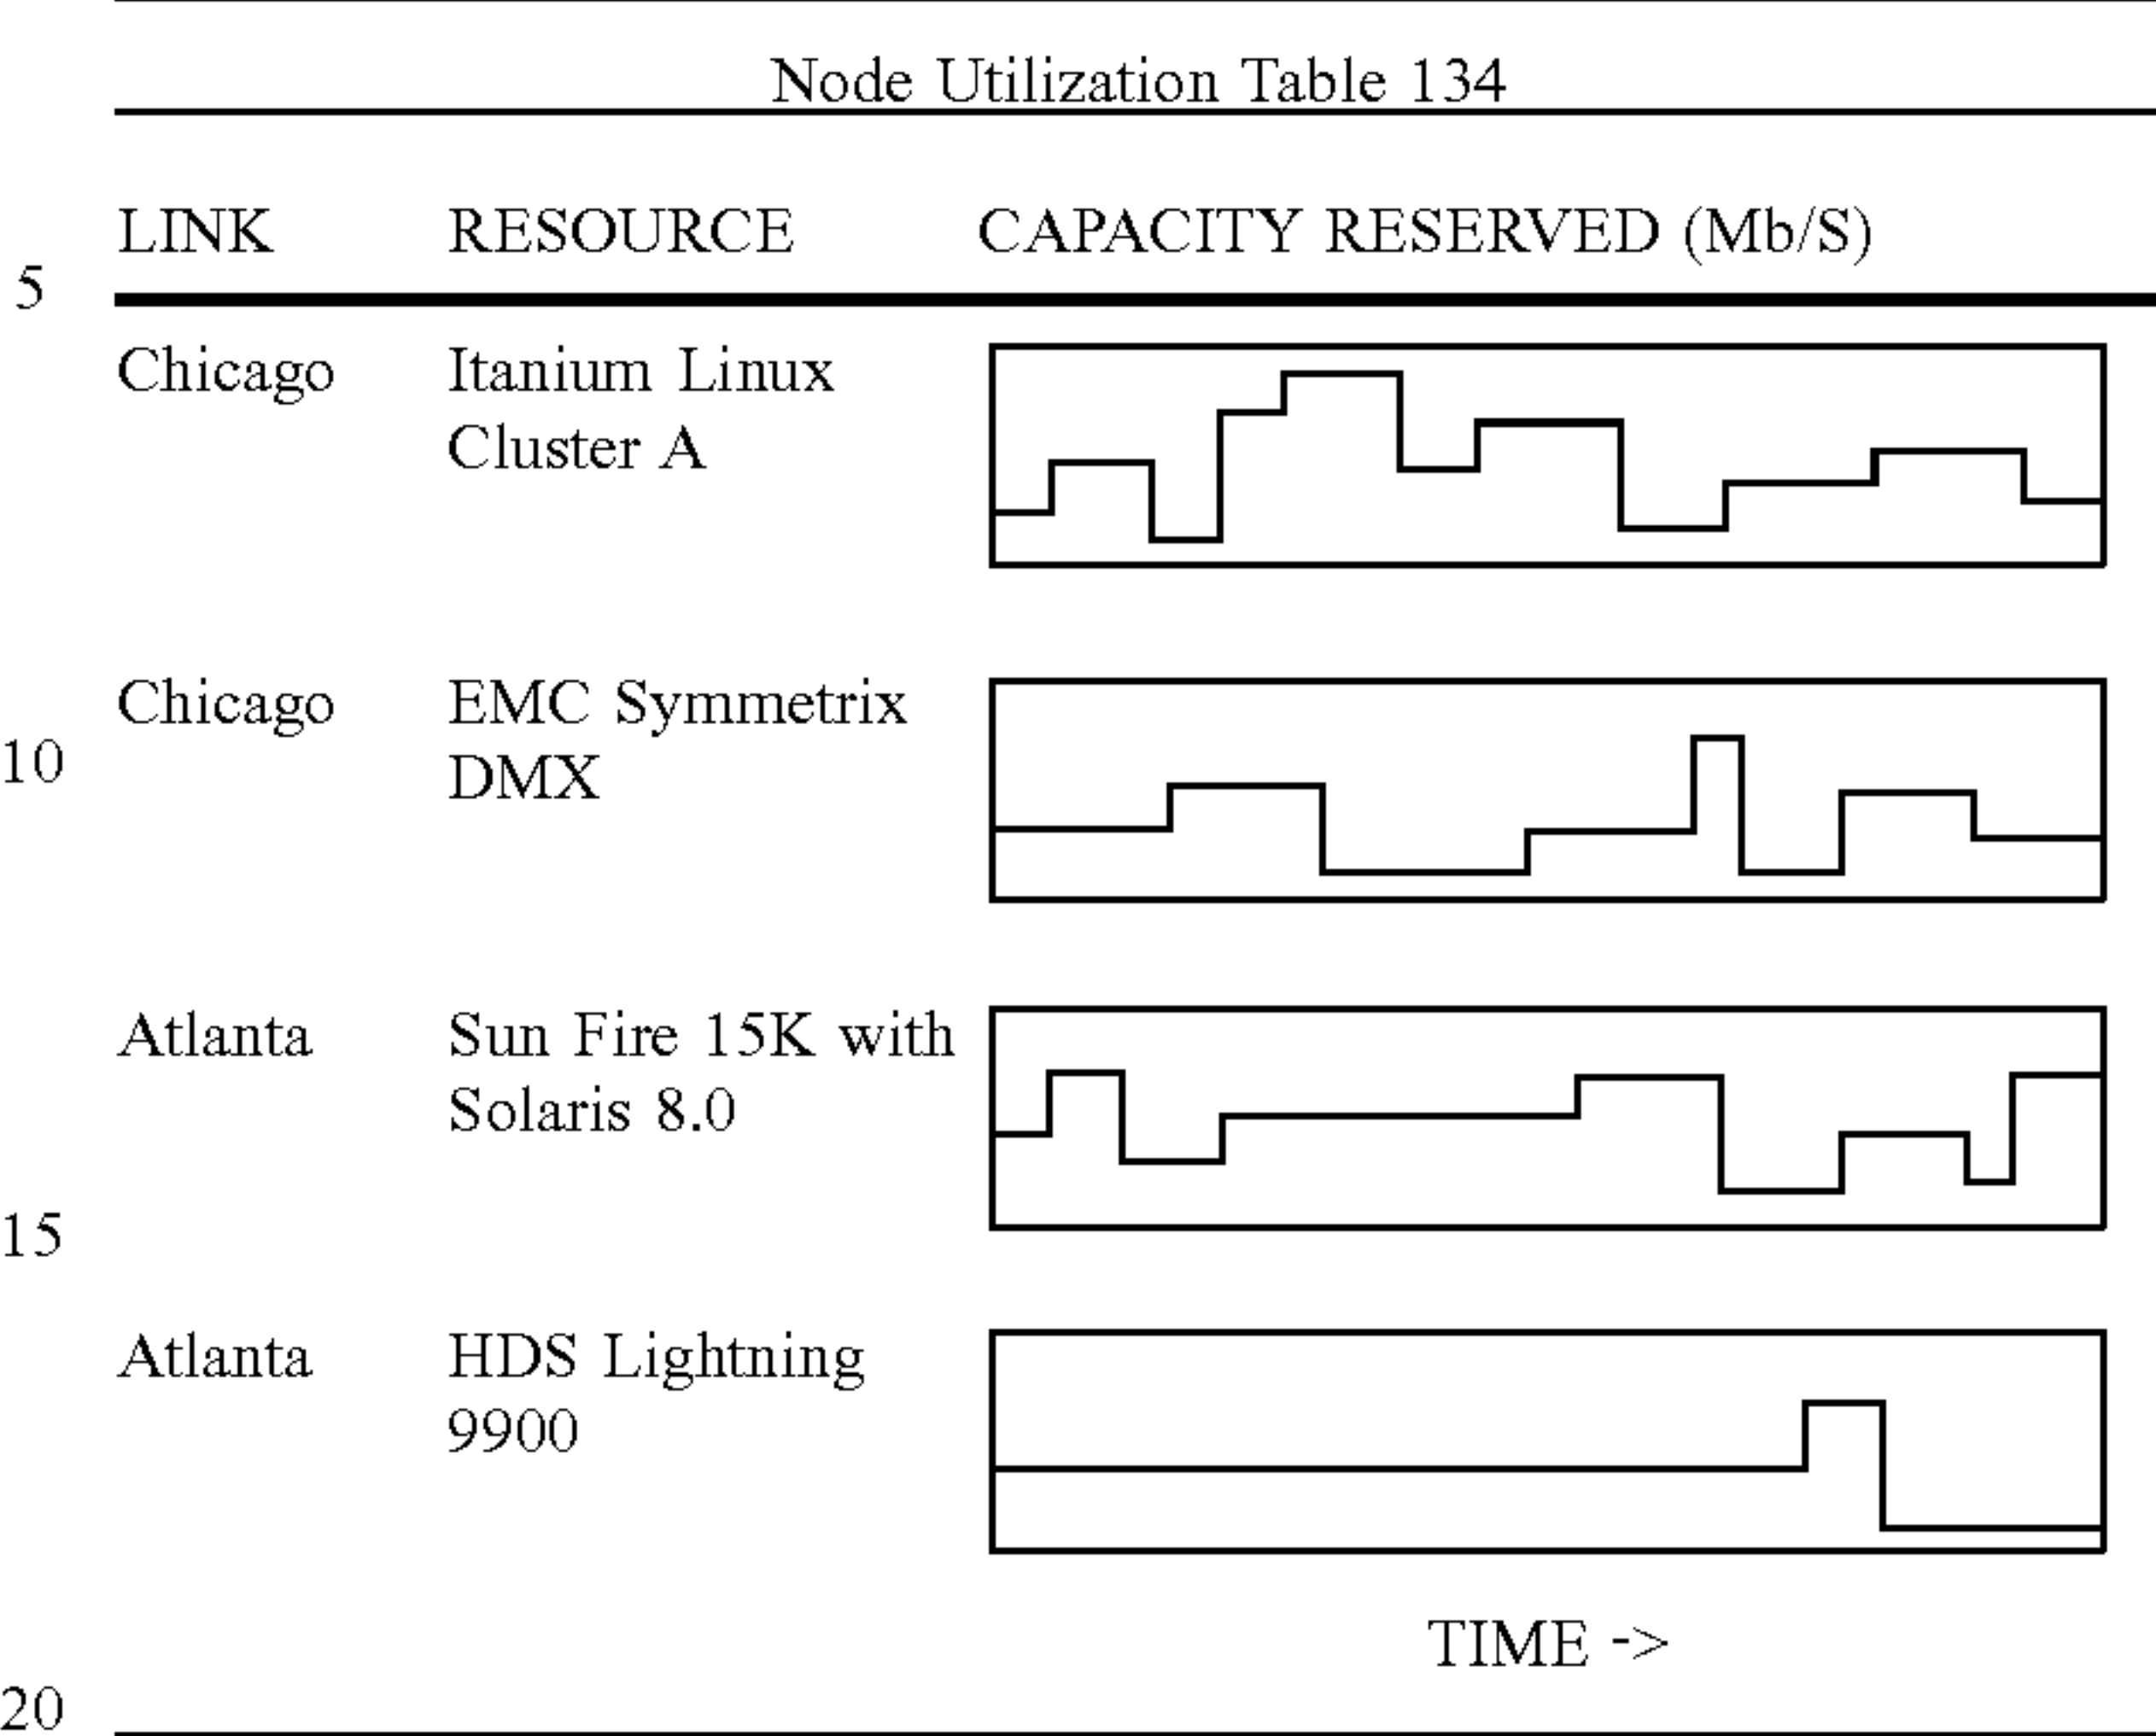 Node Utilization Table 134
LINK RESOURCE CAPACITY RESERVED (Mb/S)
5
Chicago Itanium Linux
Cluster A
Chicago EMC Symmetrix
10 DMX
Atlanta Sun Fire 15K with
Solaris 8.0
15
Atlanta HDS Lightning
9900
TIME ->
20